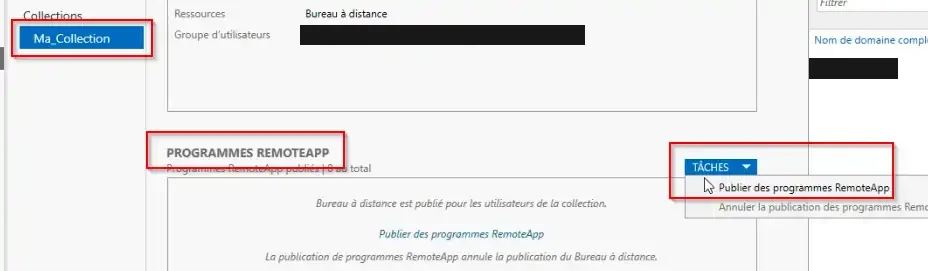 Collections
Ma_Collection
Ressources Bureau à distance
Groupe d'utilisateurs
Filtrer
Nom de domaine comple
PROGRAMMES REMOTEAPP
Programmes RemoteApp publiés | 0 au total
TÂCHES
Publier des programmes RemoteApp
Annuler la publication des programmes Remo
Bureau à distance est publié pour les utilisateurs de la collection.
Publier des programmes RemoteApp
La publication de programmes RemoteApp annule la publication du Bureau à distance.